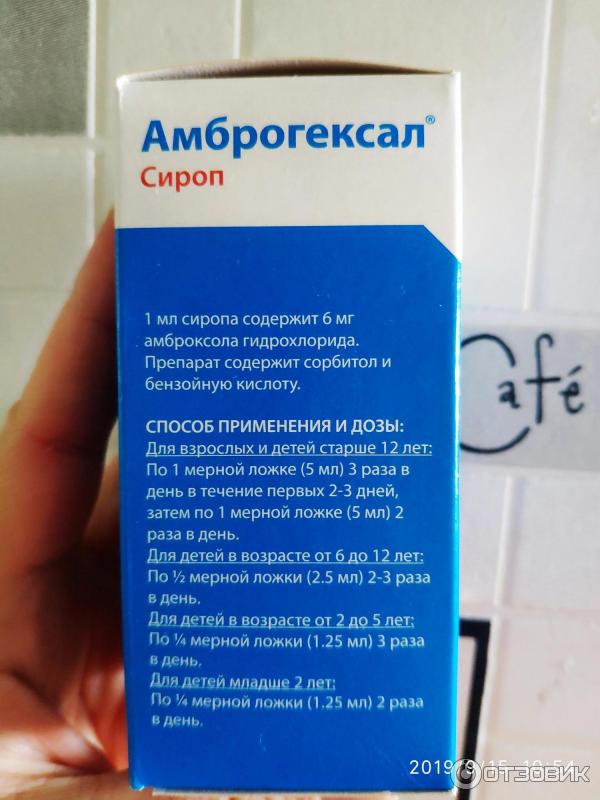 Амброгексал®
Сироп
1 мл сиропа содержит 6 мг
амброксола гидрохлорида.
Препарат содержит сорбитол и
бензойную кислоту.
СПОСОБ ПРИМЕНЕНИЯ И ДОЗЫ:
Для взрослых и детей старше 12 лет:
По 1 мерной ложке (5 мл) 3 раза в
день в течение первых 2-3 дней,
затем по 1 мерной ложке (5 мл) 2
раза в день.
Для детей в возрасте от 6 до 12 лет:
По ½ мерной ложки (2.5 мл) 2-3 раза
в день.
Для детей в возрасте от 2 до 5 лет:
По ¼ мерной ложки (1.25 мл) 3 раза
в день.
Для детей младше 2 лет:
По ¼ мерной ложки (1.25 мл) 2 раза
в день.
Café
2019/9/15 10:54
ОТЗОВИК